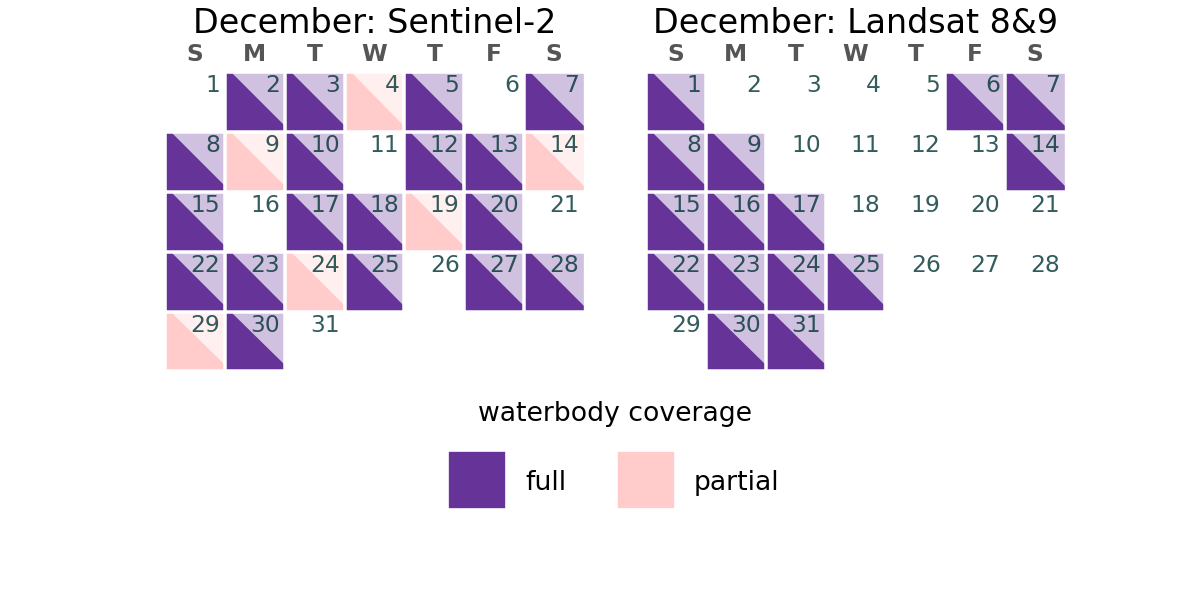 December: Sentinel-2
S M T W T F S
1 2 3 4 5 6 7
8 9 10 11 12 13 14
15 16 17 18 19 20 21
22 23 24 25 26 27 28
29 30 31
December: Landsat 8&9
S M T W T F S
1 2 3 4 5 6 7
8 9 10 11 12 13 14
15 16 17 18 19 20 21
22 23 24 25 26 27 28
29 30 31
waterbody coverage
full partial